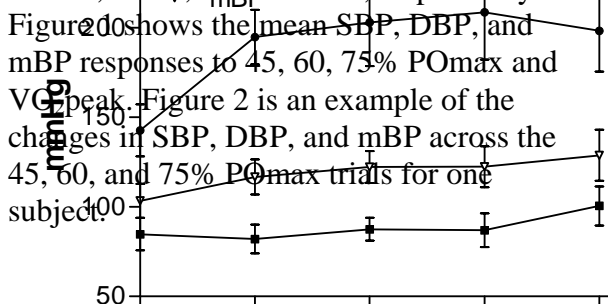 mBP
Figure 1 shows the mean SBP, DBP, and
mBP responses to 45, 60, 75% POmax and
VO2peak. Figure 2 is an example of the
changes in SBP, DBP, and mBP across the
45, 60, and 75% POmax trials for one
subject.
200
150
100
50
mmHg